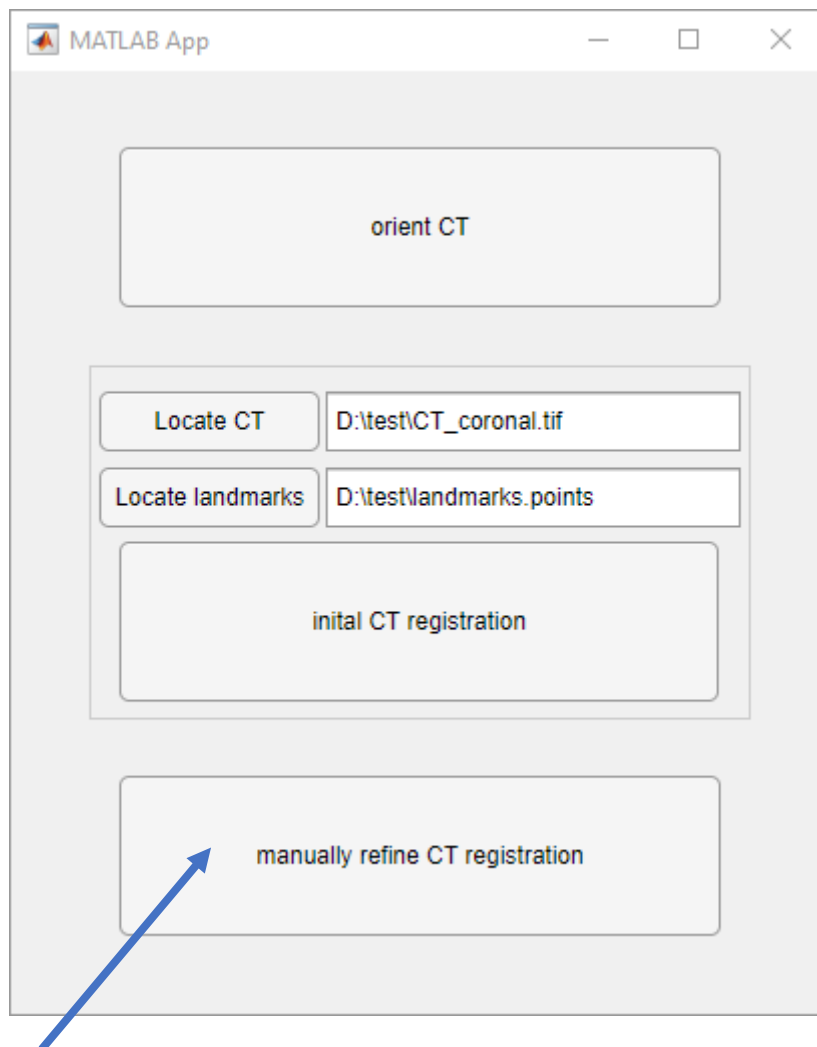 MATLAB App
orient CT
Locate CT
D:\test\CT_coronal.tif
Locate landmarks
D:\test\landmarks.points
inital CT registration
manually refine CT registration